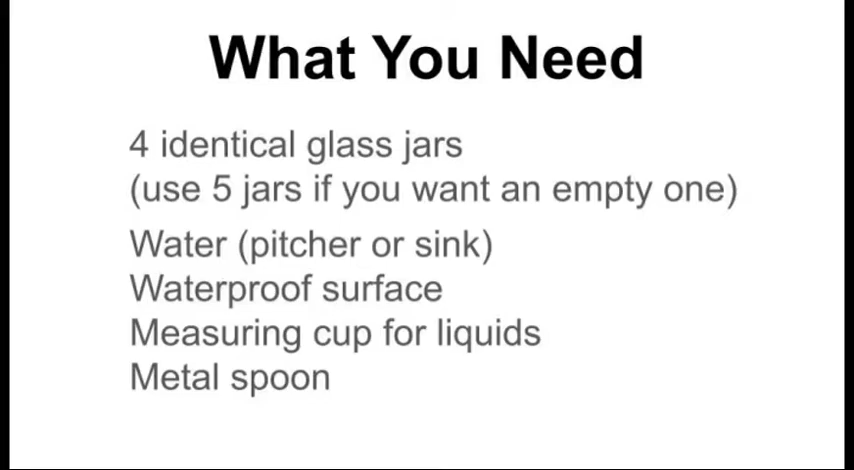 What You Need
4 identical glass jars
(use 5 jars if you want an empty one)
Water (pitcher or sink)
Waterproof surface
Measuring cup for liquids
Metal spoon